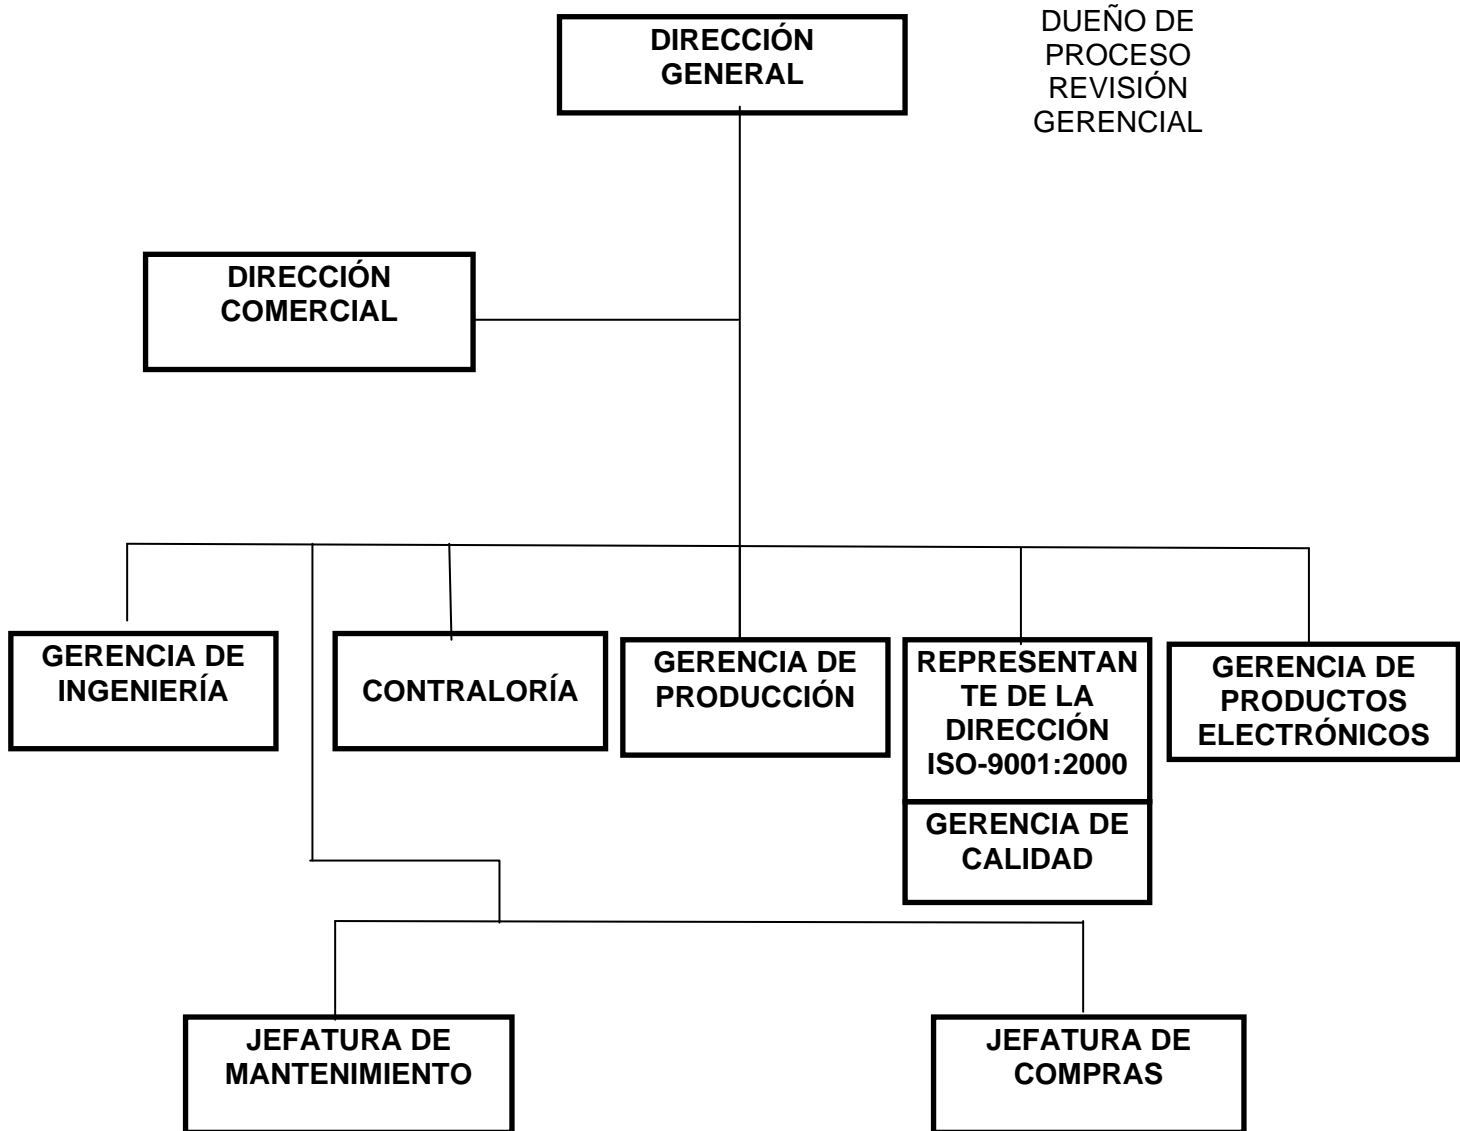 DIRECCIÓN
GENERAL
DUEÑO DE
PROCESO
REVISIÓN
GERENCIAL
DIRECCIÓN
COMERCIAL
GERENCIA DE
INGENIERÍA
CONTRALORÍA
GERENCIA DE
PRODUCCIÓN
REPRESENTAN
TE DE LA
DIRECCIÓN
ISO-9001:2000
GERENCIA DE
CALIDAD
GERENCIA DE
PRODUCTOS
ELECTRÓNICOS
JEFATURA DE
MANTENIMIENTO
JEFATURA DE
COMPRAS